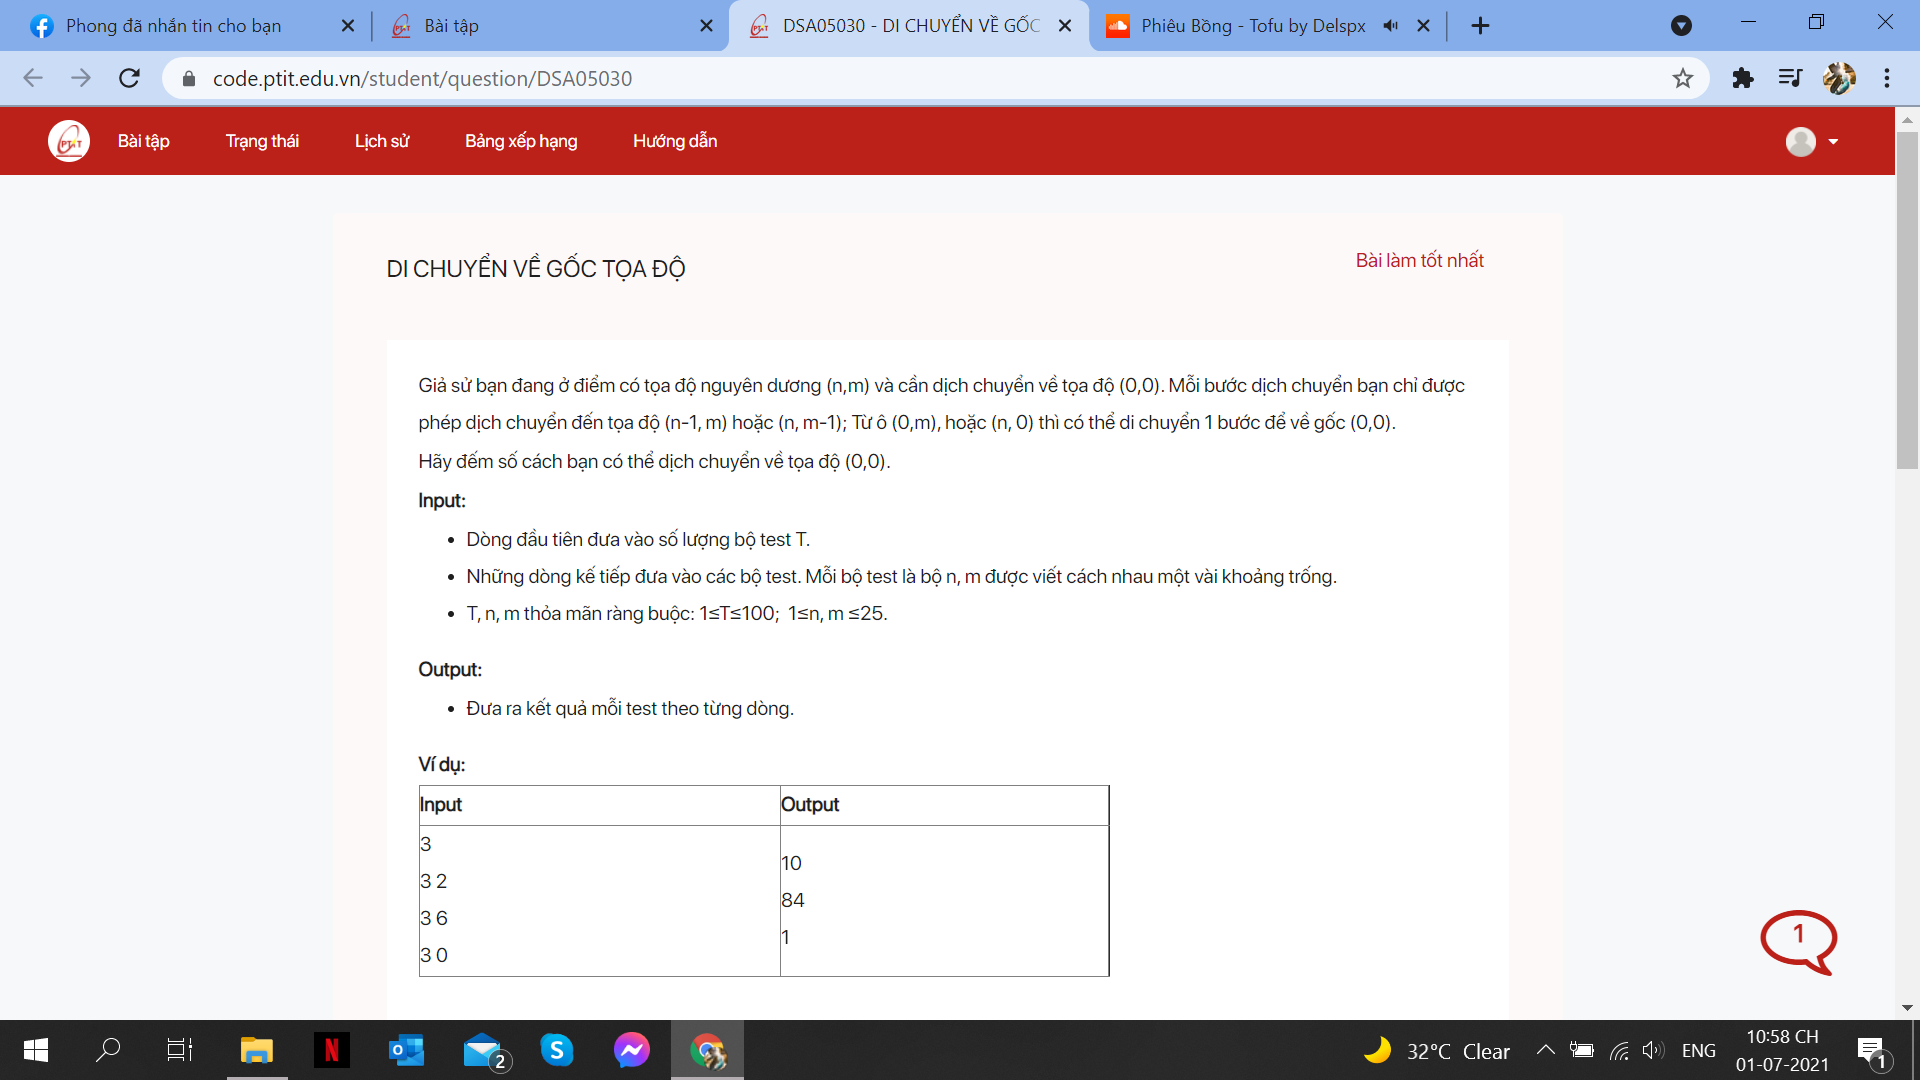 Phong đã nhắn tin cho bạn
Bài tập
DSA05030 - DI CHUYỂN VỀ GỐC
Phiêu Bồng - Tofu by Delspx
code.ptit.edu.vn/student/question/DSA05030
PTIT
Bài tập
Trạng thái
Lịch sử
Bảng xếp hạng
Hướng dẫn
DI CHUYỂN VỀ GỐC TỌA ĐỘ
Bài làm tốt nhất
Giả sử bạn đang ở điểm có tọa độ nguyên dương (n,m) và cần dịch chuyển về tọa độ (0,0). Mỗi bước dịch chuyển bạn chỉ được
phép dịch chuyển đến tọa độ (n-1, m) hoặc (n, m-1); Từ ô (0,m), hoặc (n, 0) thì có thể di chuyển 1 bước để về gốc (0,0).
Hãy đếm số cách bạn có thể dịch chuyển về tọa độ (0,0).
Input:
• Dòng đầu tiên đưa vào số lượng bộ test T.
• Những dòng kế tiếp đưa vào các bộ test. Mỗi bộ test là bộ n, m được viết cách nhau một vài khoảng trống.
• T, n, m thỏa mãn ràng buộc: 1≤T≤100; 1≤n, m ≤25.
Output:
• Đưa ra kết quả mỗi test theo từng dòng.
Ví dụ:
Input
Output
3
3 2
3 6
3 0
10
84
1
1
N
2
S
32°C Clear
ENG
10:58 CH
01-07-2021
1